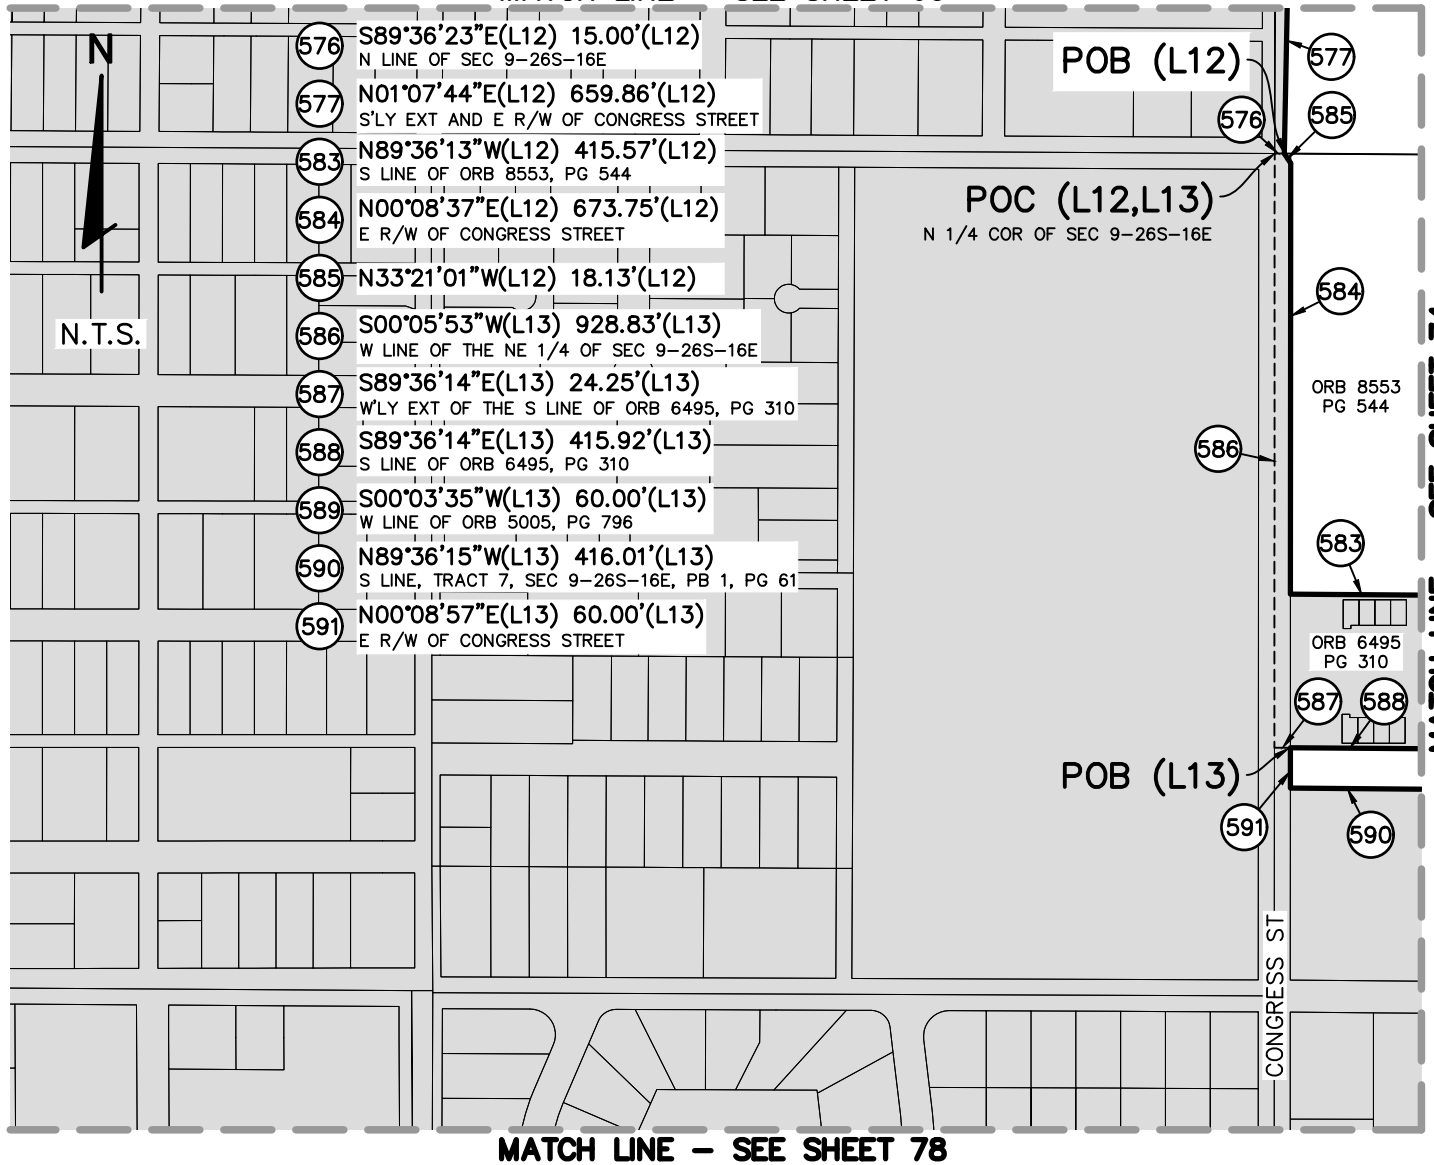 N
N.T.S.
576 S89°36'23"E(L12) 15.00'(L12)
N LINE OF SEC 9-26S-16E
577 N01°07'44"E(L12) 659.86'(L12)
S'LY EXT AND E R/W OF CONGRESS STREET
583 N89°36'13"W(L12) 415.57'(L12)
S LINE OF ORB 8553, PG 544
584 N00°08'37"E(L12) 673.75'(L12)
E R/W OF CONGRESS STREET
585 N33°21'01"W(L12) 18.13'(L12)
586 S00°05'53"W(L13) 928.83'(L13)
W LINE OF THE NE 1/4 OF SEC 9-26S-16E
587 S89°36'14"E(L13) 24.25'(L13)
W'LY EXT OF THE S LINE OF ORB 6495, PG 310
588 S89°36'14"E(L13) 415.92'(L13)
S LINE OF ORB 6495, PG 310
589 S00°03'35"W(L13) 60.00'(L13)
W LINE OF ORB 5005, PG 796
590 N89°36'15"W(L13) 416.01'(L13)
S LINE, TRACT 7, SEC 9-26S-16E, PB 1, PG 61
591 N00°08'57"E(L13) 60.00'(L13)
E R/W OF CONGRESS STREET
POB (L12)
577
576
585
POC (L12,L13)
N 1/4 COR OF SEC 9-26S-16E
584
ORB 8553
PG 544
586
583
ORB 6495
PG 310
587
588
POB (L13)
591
590
CONGRESS ST
MATCH LINE – SEE SHEET 78